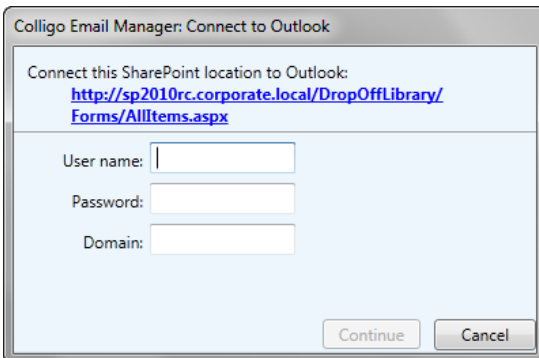 Colligo Email Manager: Connect to Outlook
Connect this SharePoint location to Outlook:
http://sp2010rc.corporate.local/DropOffLibrary/
Forms/AllItems.aspx
User name:
Password:
Domain:
Continue Cancel